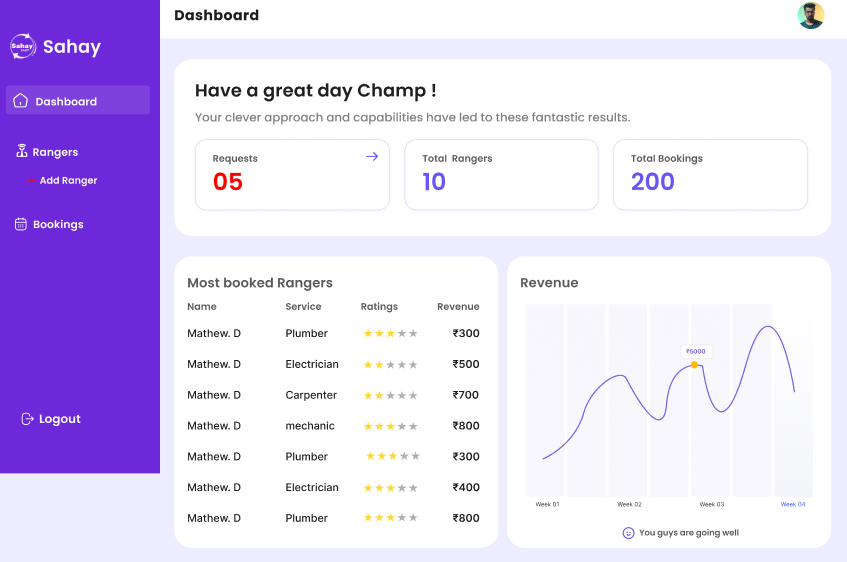 Dashboard
Sahay
Sahay
Dashboard
Rangers
Add Ranger
Bookings
Logout
Have a great day Champ !
Your clever approach and capabilities have led to these fantastic results.
Requests
05
Total Rangers
10
Total Bookings
200
Most booked Rangers
Name Service Ratings Revenue
Mathew. D Plumber ₹300
Mathew. D Electrician ₹500
Mathew. D Carpenter ₹700
Mathew. D mechanic ₹800
Mathew. D Plumber ₹300
Mathew. D Electrician ₹400
Mathew. D Plumber ₹800
Revenue
₹5000
Week 01 Week 02 Week 03 Week 04
You guys are going well